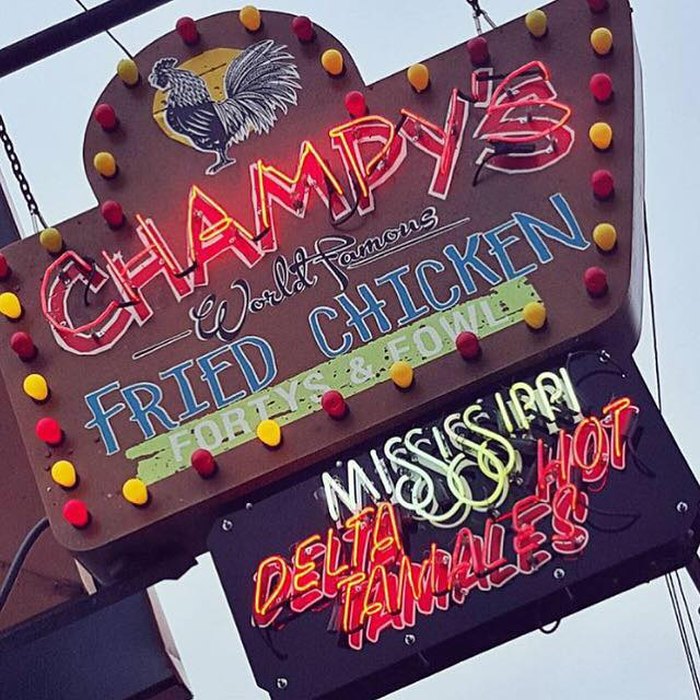 CHAMPY'S
World Famous
FRIED CHICKEN
FORTYS & FOWL
MISSISSIPPI
DELTA HOT
TAMALES